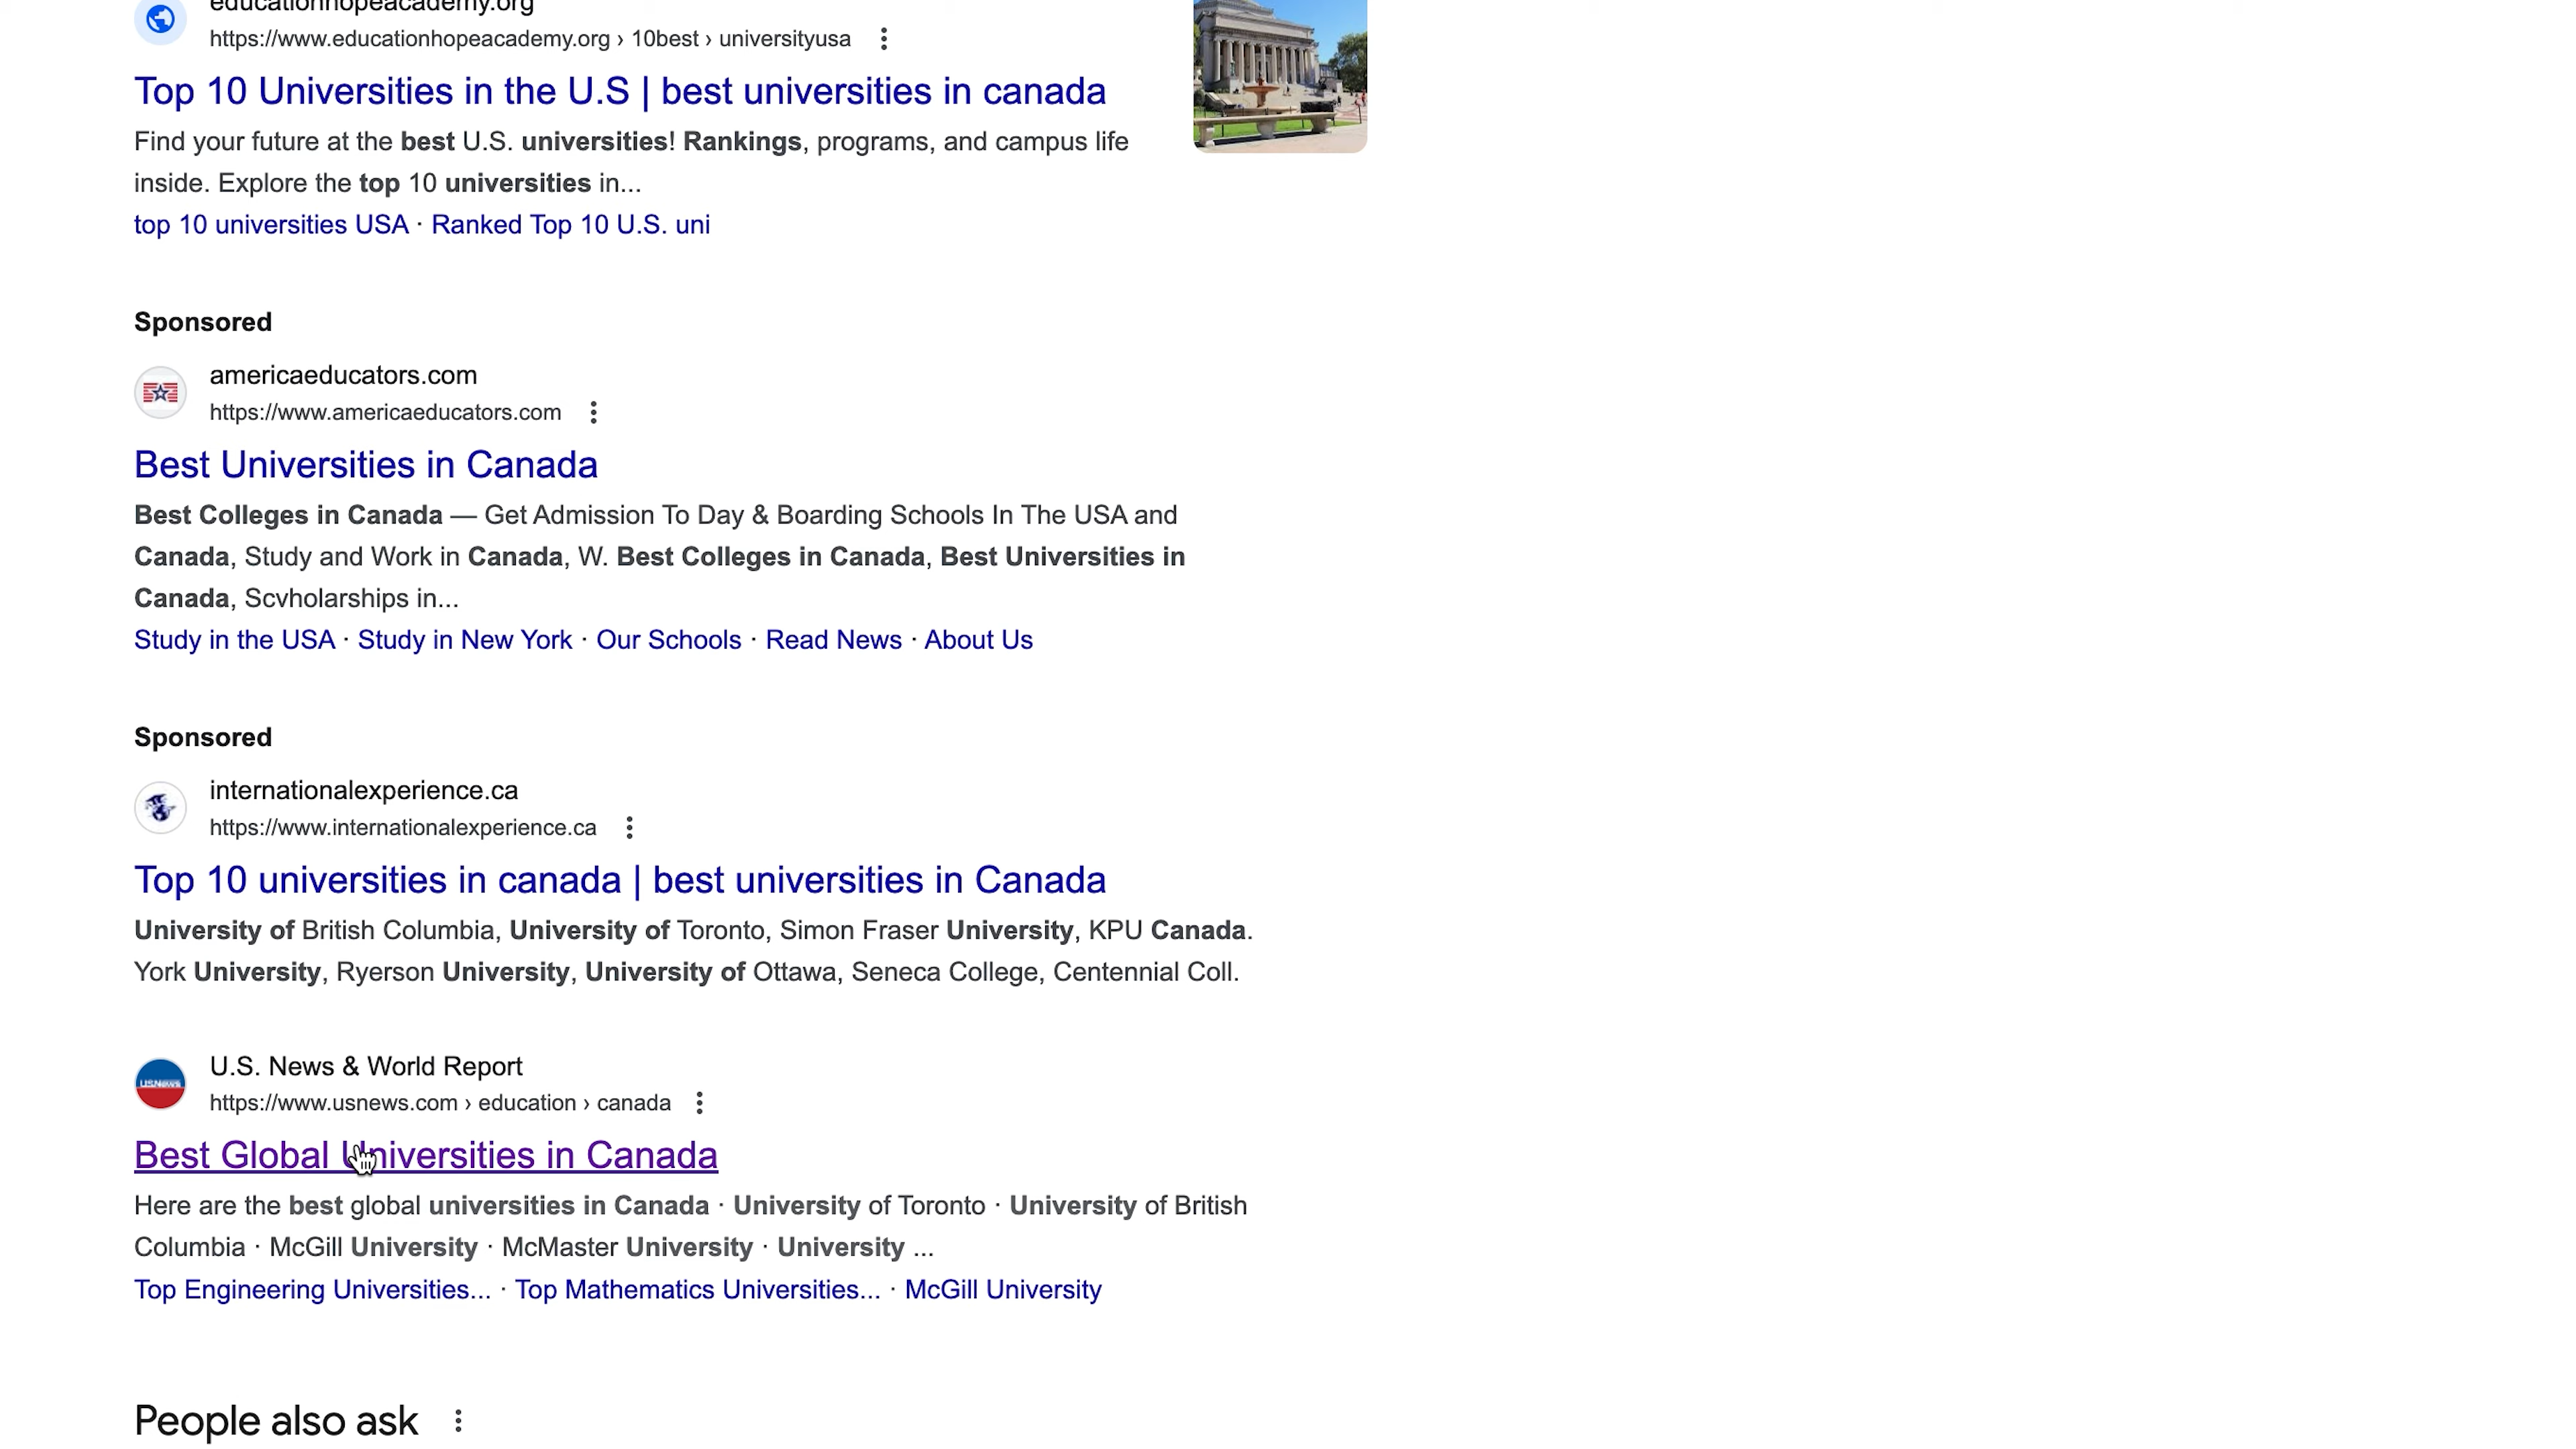 educationhopeacademy.org
https://www.educationhopeacademy.org › 10best › universityusa
Top 10 Universities in the U.S | best universities in canada
Find your future at the best U.S. universities! Rankings, programs, and campus life
inside. Explore the top 10 universities in...
top 10 universities USA · Ranked Top 10 U.S. uni
Sponsored
americaeducators.com
https://www.americaeducators.com
Best Universities in Canada
Best Colleges in Canada — Get Admission To Day & Boarding Schools In The USA and
Canada, Study and Work in Canada, W. Best Colleges in Canada, Best Universities in
Canada, Scvholarships in...
Study in the USA · Study in New York · Our Schools · Read News · About Us
Sponsored
internationalexperience.ca
https://www.internationalexperience.ca
Top 10 universities in canada | best universities in Canada
University of British Columbia, University of Toronto, Simon Fraser University, KPU Canada.
York University, Ryerson University, University of Ottawa, Seneca College, Centennial Coll.
USNews
U.S. News & World Report
https://www.usnews.com › education › canada
Best Global Universities in Canada
Here are the best global universities in Canada · University of Toronto · University of British
Columbia · McGill University · McMaster University · University ...
Top Engineering Universities... · Top Mathematics Universities... · McGill University
People also ask